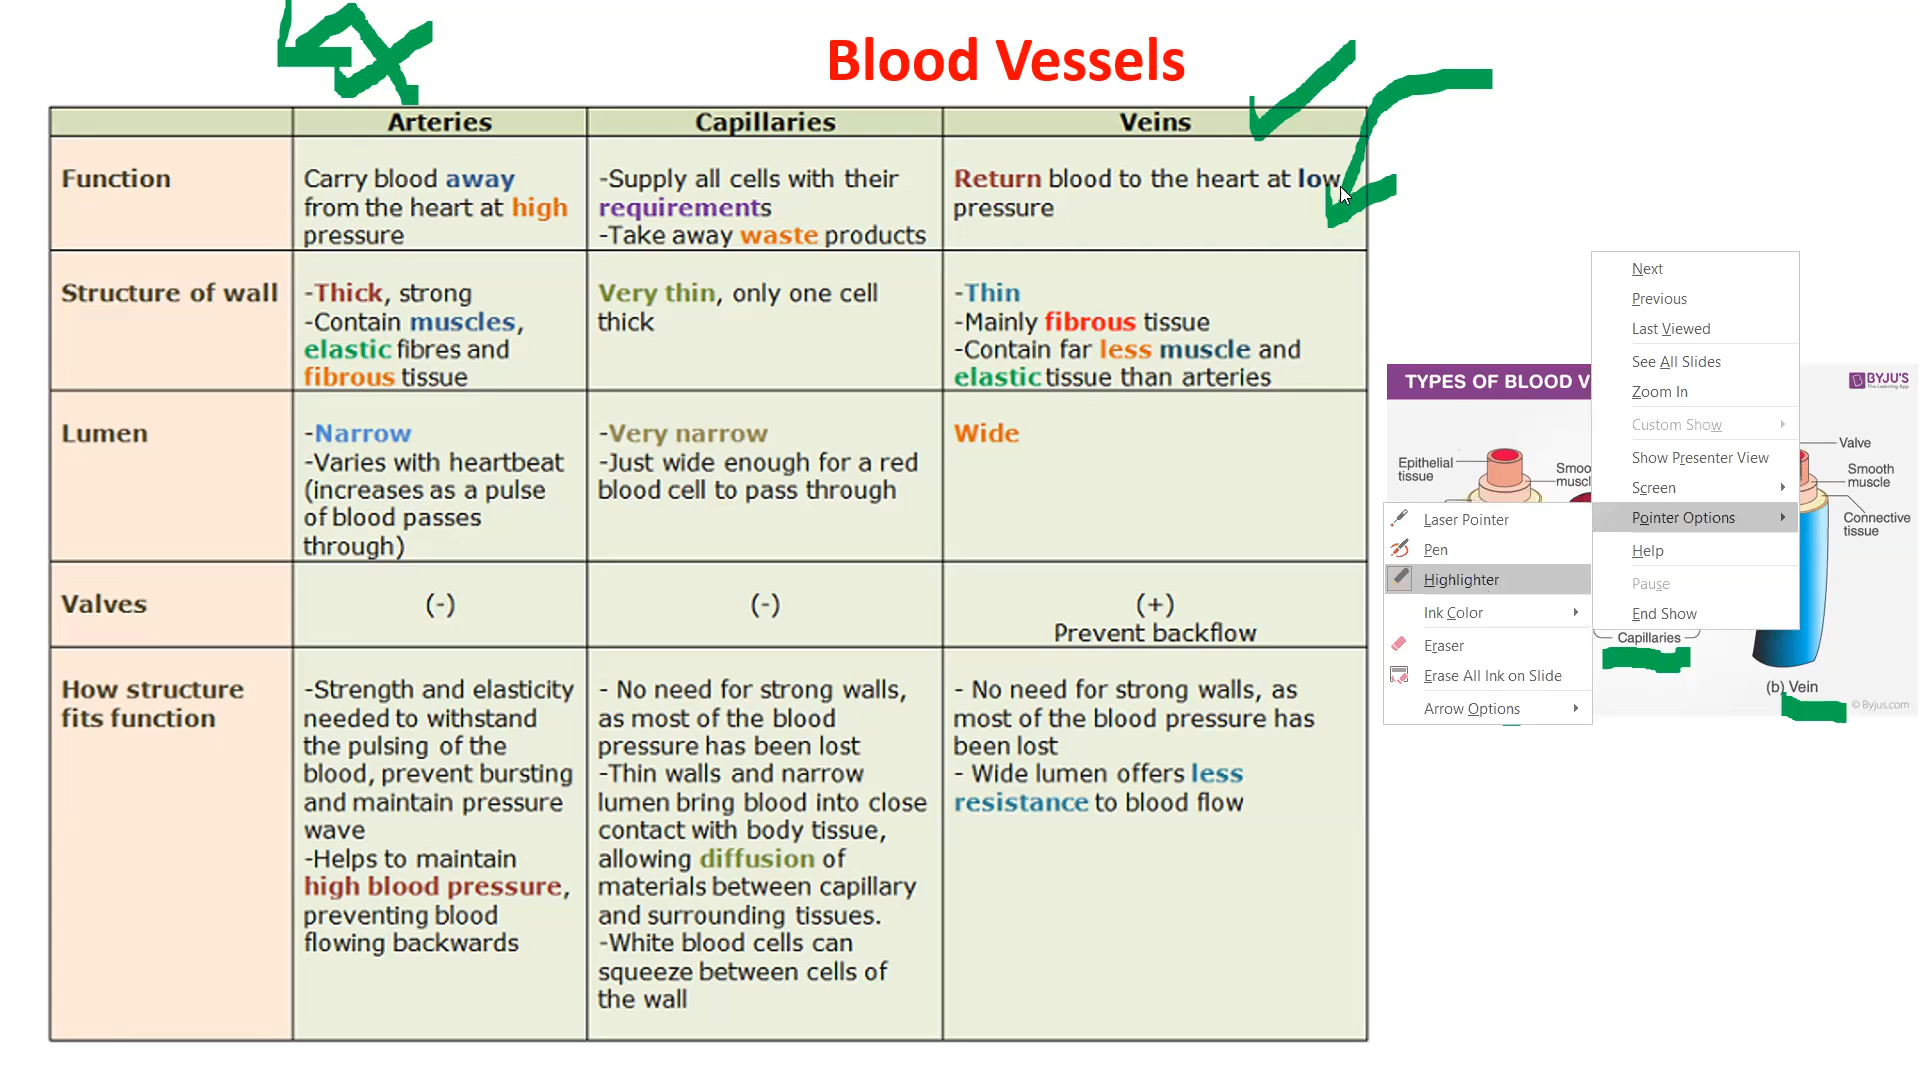 Blood Vessels
Arteries Capillaries Veins
Function
Carry blood away
from the heart at high
pressure
-Supply all cells with their
requirements
-Take away waste products
Return blood to the heart at low
pressure
Structure of wall
-Thick, strong
-Contain muscles,
elastic fibres and
fibrous tissue
Very thin, only one cell
thick
-Thin
-Mainly fibrous tissue
-Contain far less muscle and
elastic tissue than arteries
Lumen
-Narrow
-Varies with heartbeat
(increases as a pulse
of blood passes
through)
-Very narrow
-Just wide enough for a red
blood cell to pass through
Wide
Valves
(-)
(-)
(+)
Prevent backflow
How structure
fits function
-Strength and elasticity
needed to withstand
the pulsing of the
blood, prevent bursting
and maintain pressure
wave
-Helps to maintain
high blood pressure,
preventing blood
flowing backwards
- No need for strong walls,
as most of the blood
pressure has been lost
-Thin walls and narrow
lumen bring blood into close
contact with body tissue,
allowing diffusion of
materials between capillary
and surrounding tissues.
-White blood cells can
squeeze between cells of
the wall
- No need for strong walls, as
most of the blood pressure has
been lost
- Wide lumen offers less
resistance to blood flow
TYPES OF BLOOD V
BYJU'S
The Learning App
Epithelial
tissue
Smoo
muscl
Valve
Smooth
muscle
Connective
tissue
Capillaries
(b) Vein
© Byjus.com
Next
Previous
Last Viewed
See All Slides
Zoom In
Custom Show
Show Presenter View
Screen
Pointer Options
Help
Pause
End Show
Laser Pointer
Pen
Highlighter
Ink Color
Eraser
Erase All Ink on Slide
Arrow Options